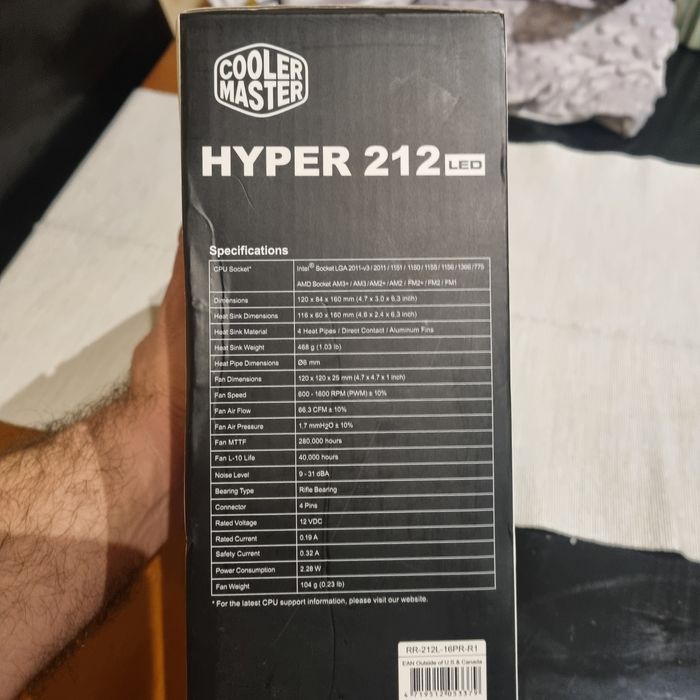 COOLER
MASTER
HYPER 212 LED
Specifications
CPU Socket* Intel® Socket LGA 2011-v3 / 2011 / 1151 / 1150 / 1155 / 1156 / 1366 /775
AMD Socket AM3+ / AM3 /AM2+ /AM2 / FM2+ / FM2 / FM1
Dimensions 120 x 84 x 160 mm (4.7 x 3.0 x 6.3 inch)
Heat Sink Dimensions 116 x 60 x 160 mm (4.6 x 2.4 x 6.3 inch)
Heat Sink Material 4 Heat Pipes / Direct Contact / Aluminum Fins
Heat Sink Weight 468 g (1.03 lb)
Heat Pipe Dimensions Ø6 mm
Fan Dimensions 120 x 120 x 25 mm (4.7 x 4.7 x 1 inch)
Fan Speed 600 - 1600 RPM (PWM) ± 10%
Fan Air Flow 66.3 CFM ± 10%
Fan Air Pressure 1.7 mmH2O ± 10%
Fan MTTF 280,000 hours
Fan L-10 Life 40,000 hours
Noise Level 9 - 31 dBA
Bearing Type Rifle Bearing
Connector 4 Pins
Rated Voltage 12 VDC
Rated Current 0.19 A
Safety Current 0.32 A
Power Consumption 2.28 W
Fan Weight 104 g (0.23 lb)
* For the latest CPU support information, please visit our website.
RR-212L-16PR-R1
EAN Outside of U.S & Canada